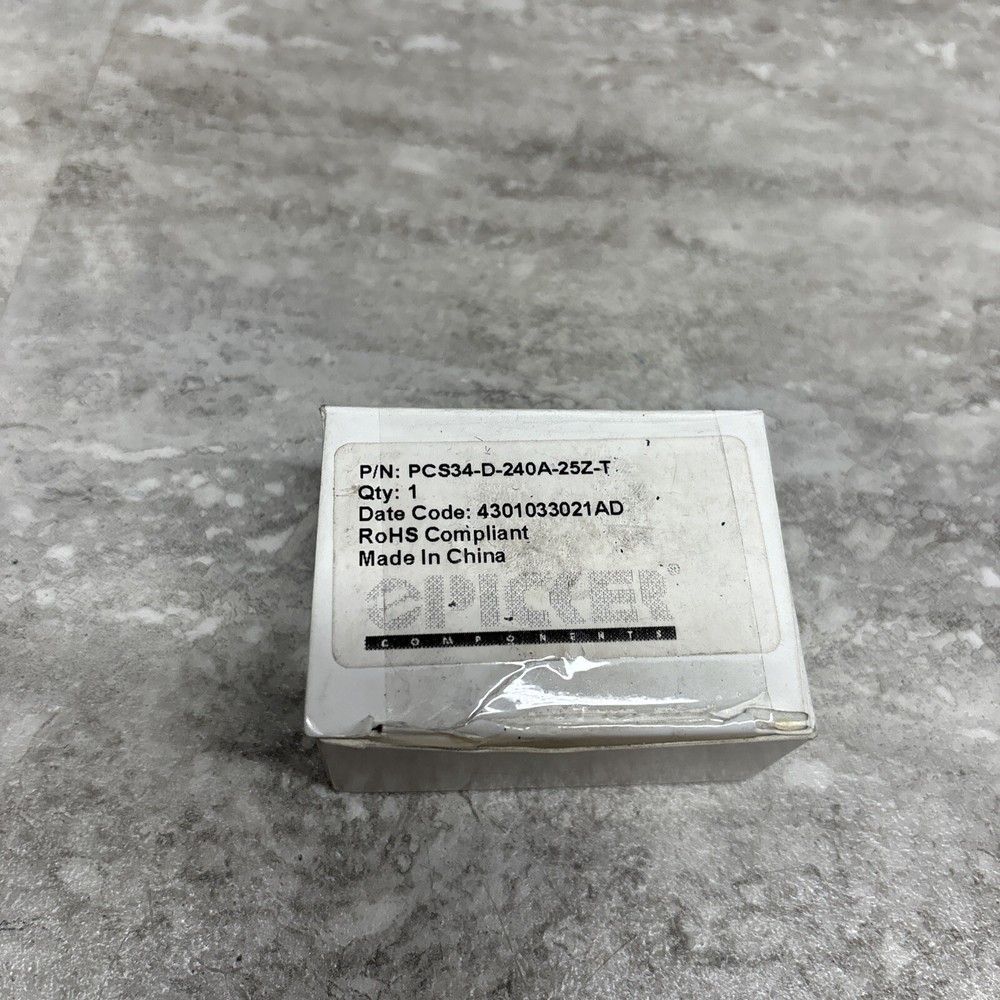 P/N: PCS34-D-240A-25Z-T
Qty: 1
Date Code: 4301033021AD
RoHS Compliant
Made In China
PICKER®
COMPONENTS